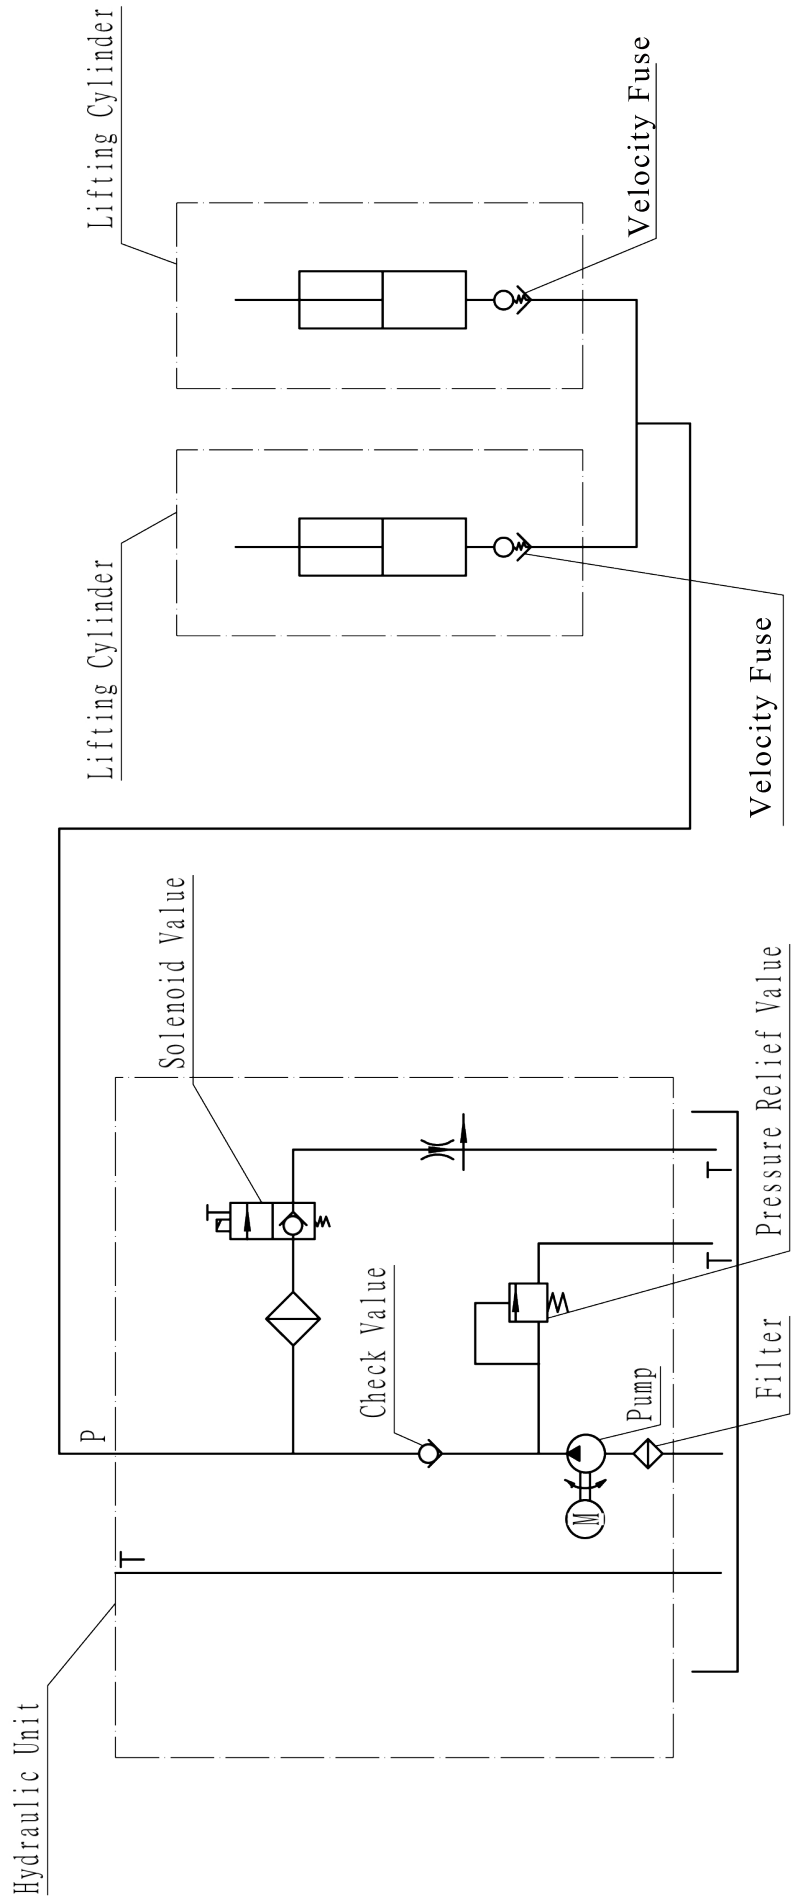 Lifting Cylinder
Velocity Fuse
Lifting Cylinder
Velocity Fuse
Solenoid Value
Pressure Relief Value
Check Value
Filter
Pump
P
T
T
T
M
Hydraulic Unit